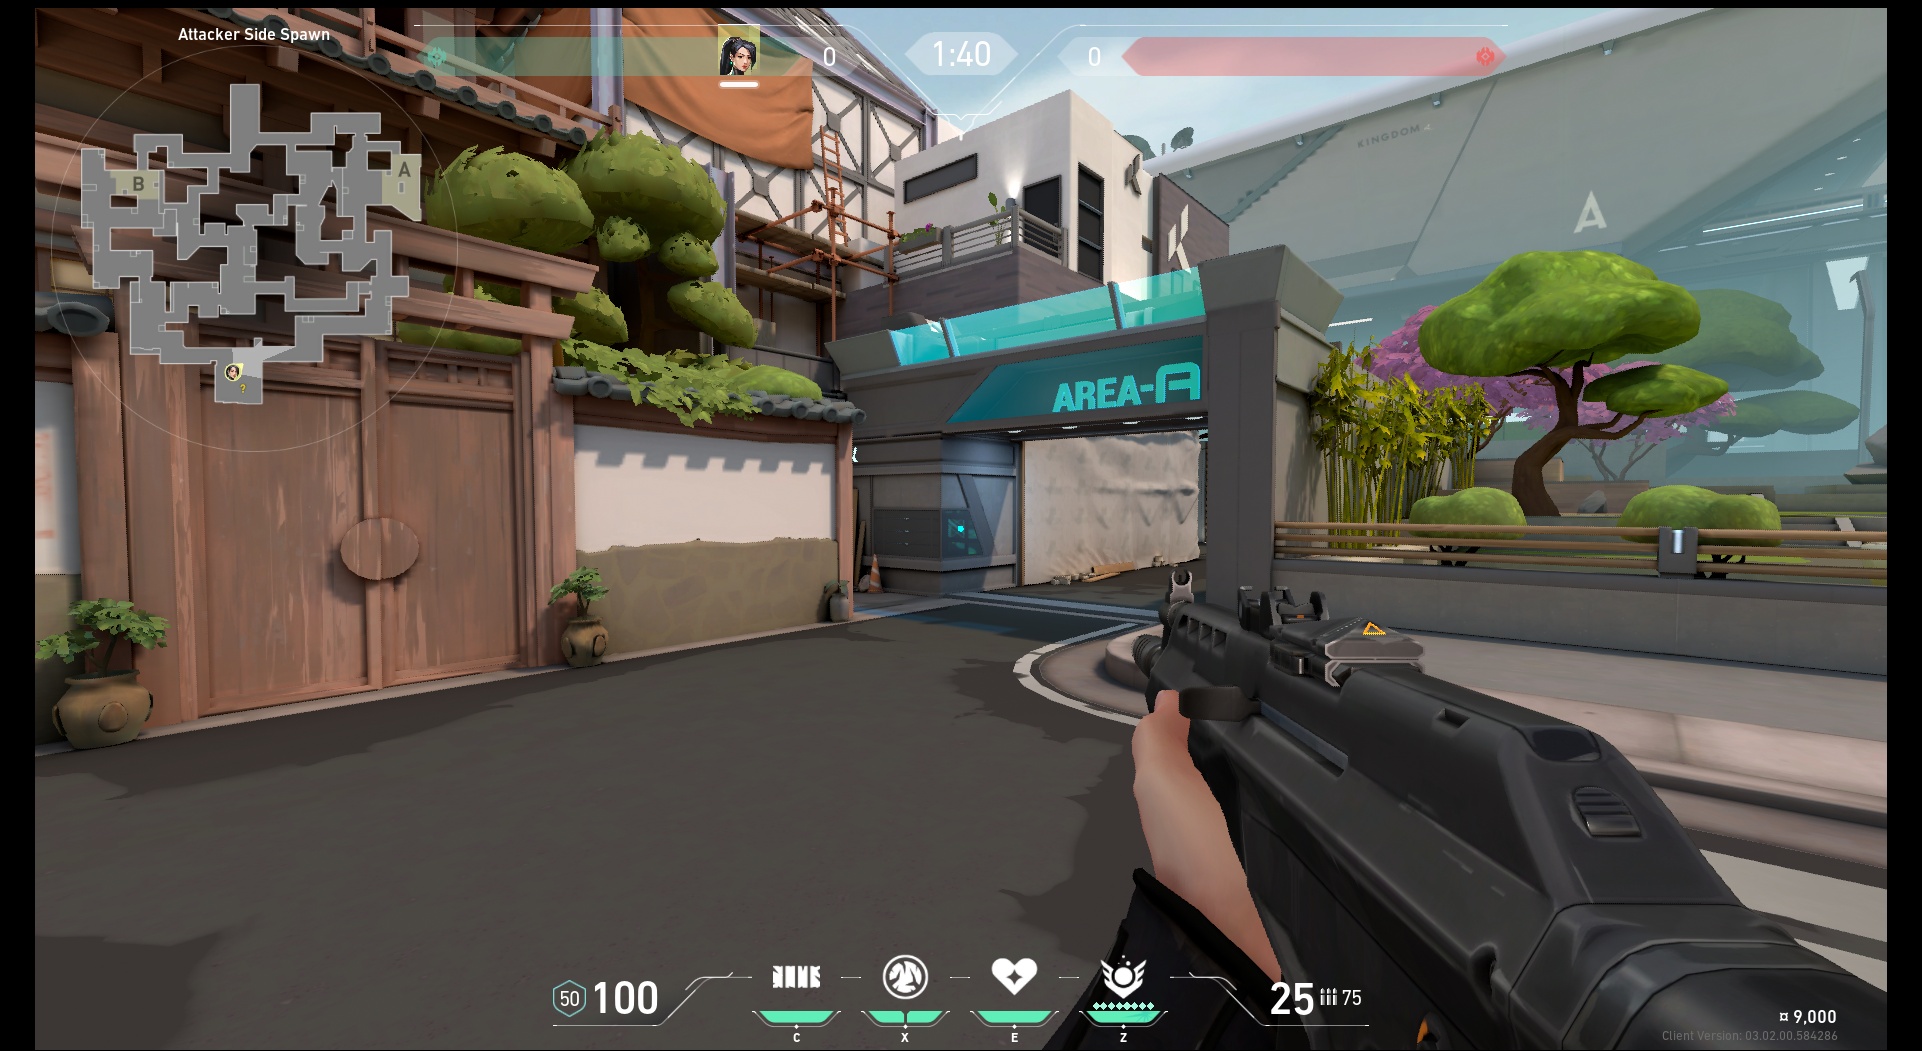 Attacker Side Spawn
0
1:40
0
KINGDOM
A
B
A
?
AREA-A
50
100
C
X
E
Z
25
75
¤ 9,000
Client Version: 03.02.00.584286